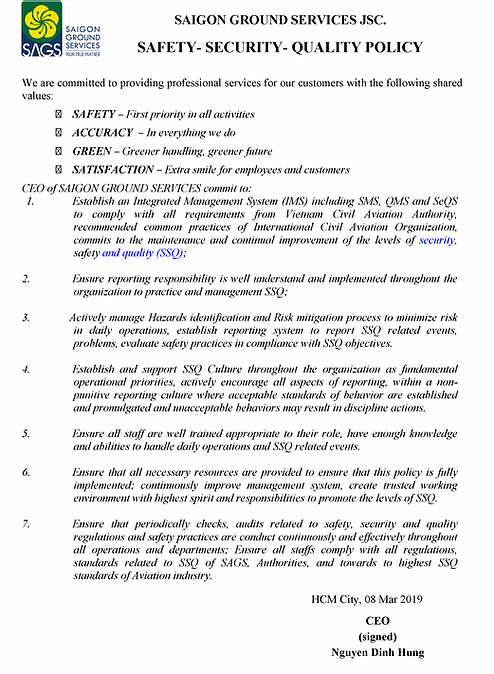 SAIGON GROUND SERVICES JSC.
SAIGON
GROUND
SERVICES
SAGS YOUR TRUE PARTNER
SAFETY- SECURITY- QUALITY POLICY
We are committed to providing professional services for our customers with the following shared
values:
SAFETY – First priority in all activities
ACCURACY – In everything we do
GREEN – Greener handling, greener future
SATISFACTION – Extra smile for employees and customers
CEO of SAIGON GROUND SERVICES commit to:
1. Establish an Integrated Management System (IMS) including SMS, QMS and SeQS
to comply with all requirements from Vietnam Civil Aviation Authority,
recommended common practices of International Civil Aviation Organization,
commits to the maintenance and continual improvement of the levels of security,
safety and quality (SSQ);
2. Ensure reporting responsibility is well understand and implemented throughout the
organization to practice and management SSQ;
3. Actively manage Hazards identification and Risk mitigation process to minimize risk
in daily operations, establish reporting system to report SSQ related events,
problems, evaluate safety practices in compliance with SSQ objectives.
4. Establish and support SSQ Culture throughout the organization as fundamental
operational priorities, actively encourage all aspects of reporting, within a non-
punitive reporting culture where acceptable standards of behavior are established
and promulgated and unacceptable behaviors may result in discipline actions.
5. Ensure all staff are well trained appropriate to their role, have enough knowledge
and abilities to handle daily operations and SSQ related events.
6. Ensure that all necessary resources are provided to ensure that this policy is fully
implemented; continuously improve management system, create trusted working
environment with highest spirit and responsibilities to promote the levels of SSQ.
7. Ensure that periodically checks, audits related to safety, security and quality
regulations and safety practices are conduct continuously and effectively throughout
all operations and departments; Ensure all staffs comply with all regulations,
standards related to SSQ of SAGS, Authorities, and towards to highest SSQ
standards of Aviation industry.
HCM City, 08 Mar 2019
CEO
(signed)
Nguyen Dinh Hung